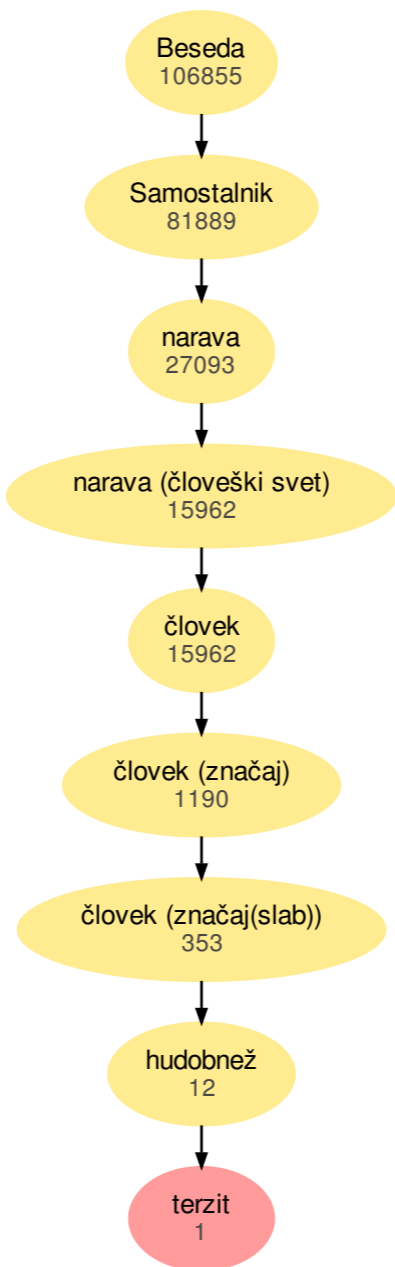 Beseda
106855
Samostalnik
81889
narava
27093
narava (človeški svet)
15962
človek
15962
človek (značaj)
1190
človek (značaj(slab))
353
hudobnež
12
terzit
1